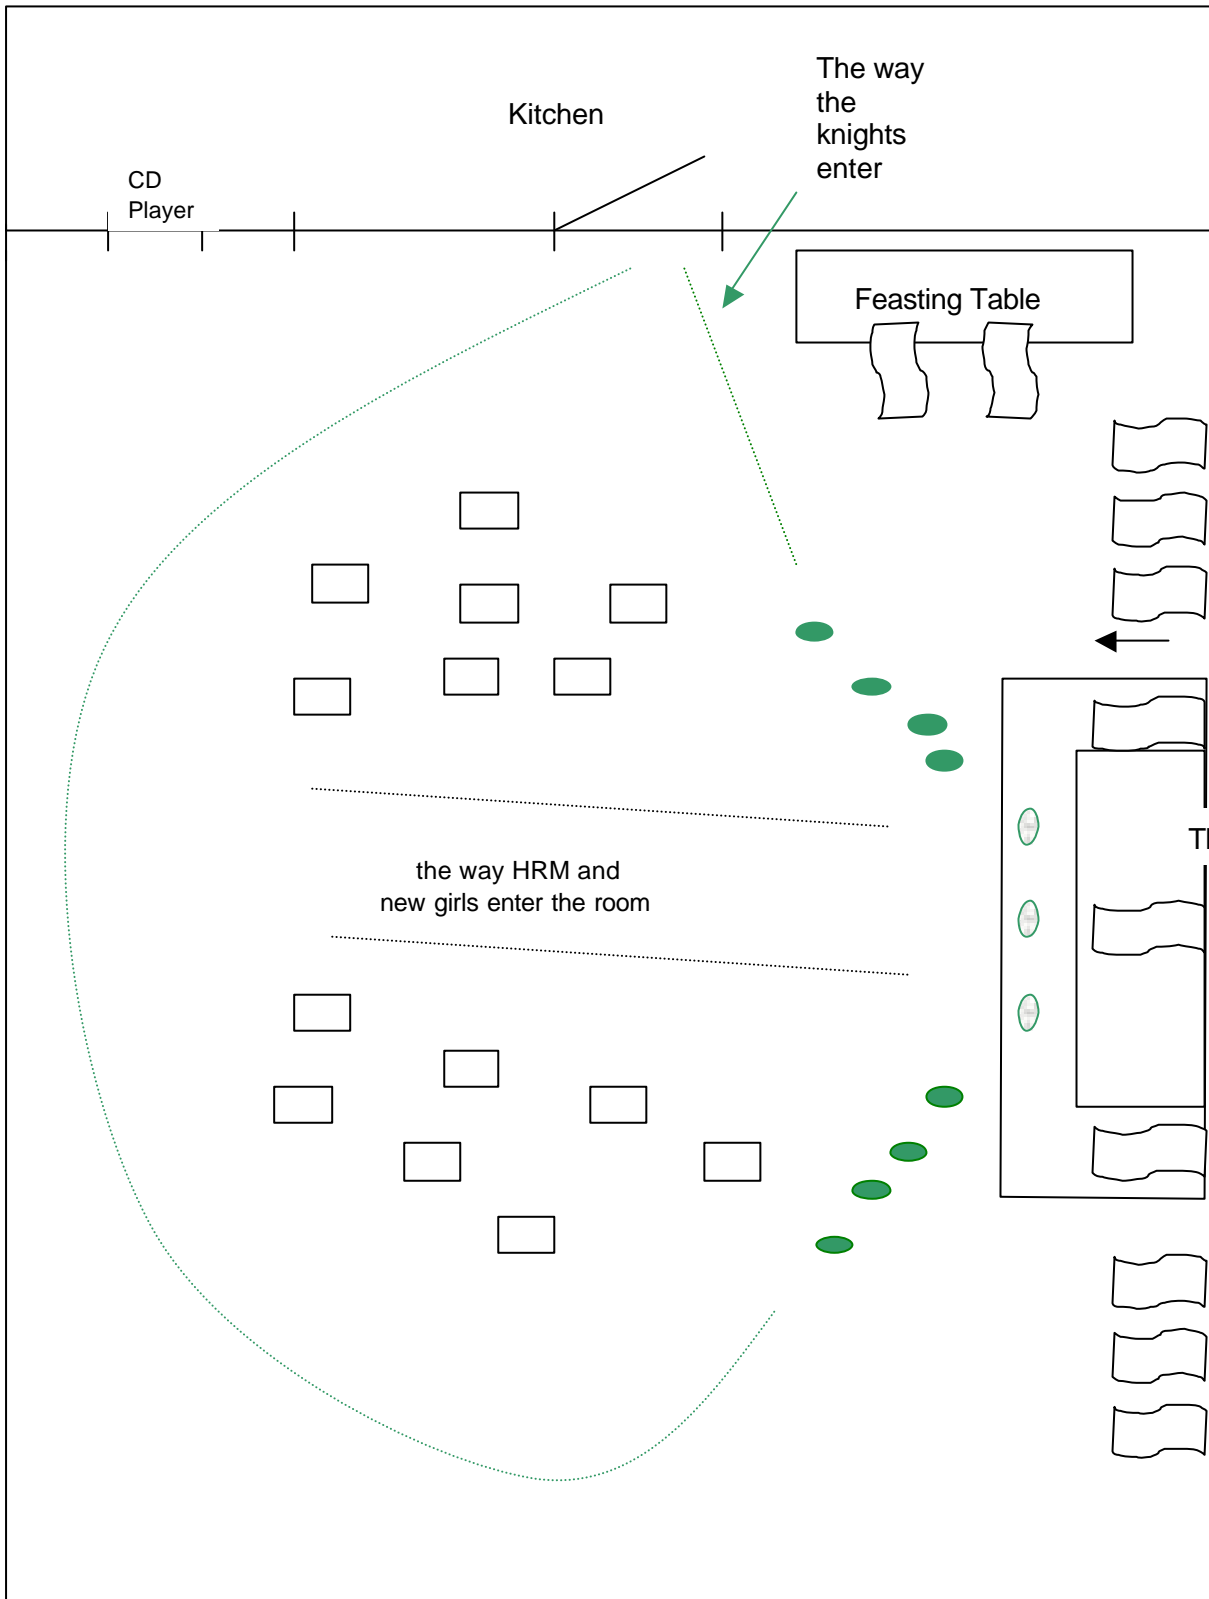 The way
the
knights
enter
Kitchen
CD
Player
Feasting Table
the way HRM and
new girls enter the room